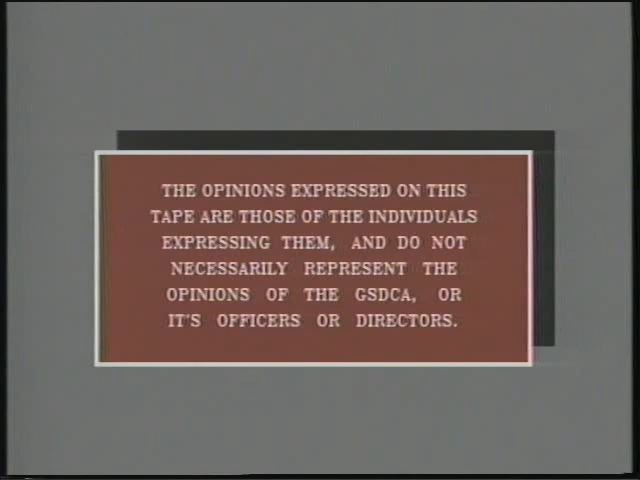 THE OPINIONS EXPRESSED ON THIS
TAPE ARE THOSE OF THE INDIVIDUALS
EXPRESSING THEM, AND DO NOT
NECESSARILY REPRESENT THE
OPINIONS OF THE GSDCA, OR
IT'S OFFICERS OR DIRECTORS.